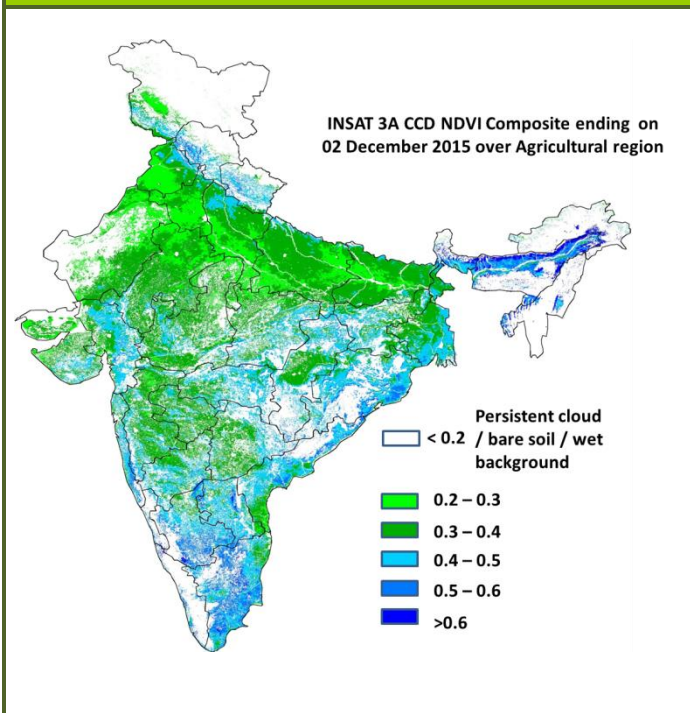 INSAT 3A CCD NDVI Composite ending on
02 December 2015 over Agricultural region
< 0.2 Persistent cloud
/ bare soil / wet
background
0.2 – 0.3
0.3 – 0.4
0.4 – 0.5
0.5 – 0.6
>0.6